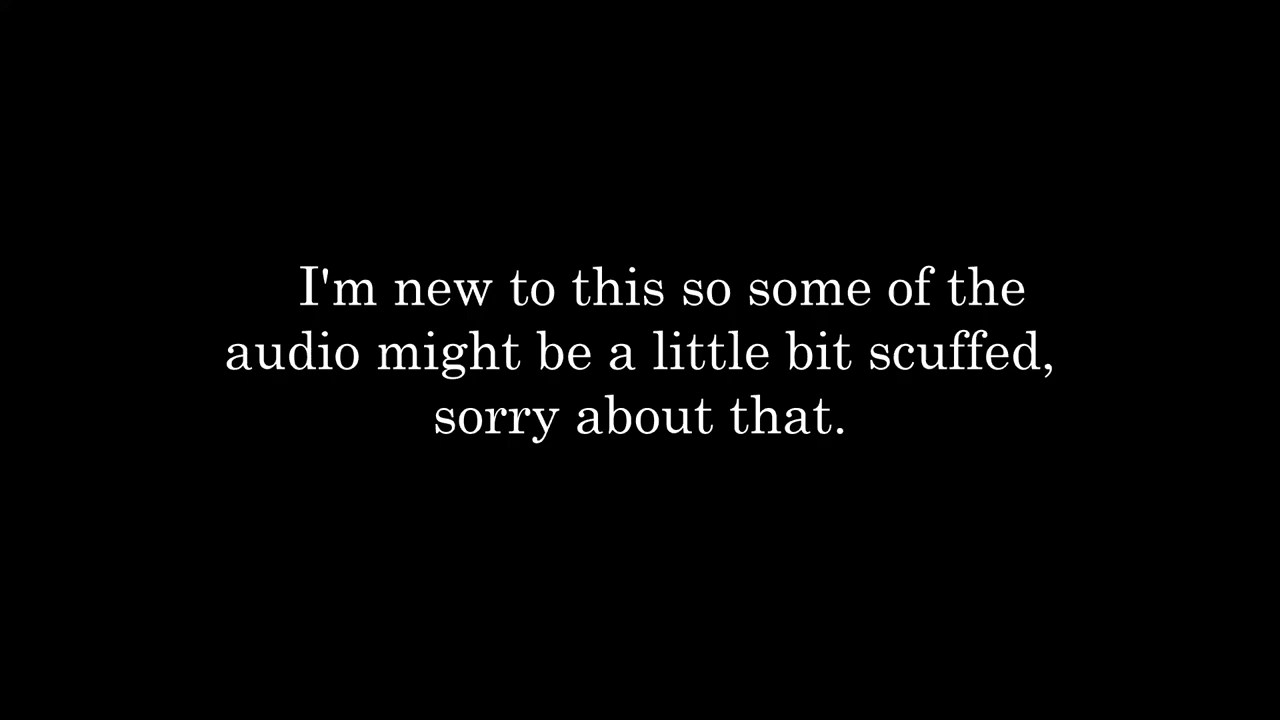 I'm new to this so some of the
audio might be a little bit scuffed,
sorry about that.